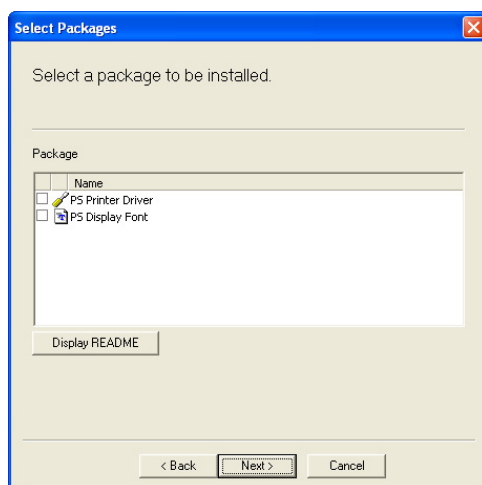 Select Packages
Select a package to be installed.
Package
Name
PS Printer Driver
PS Display Font
Display README
< Back Next > Cancel